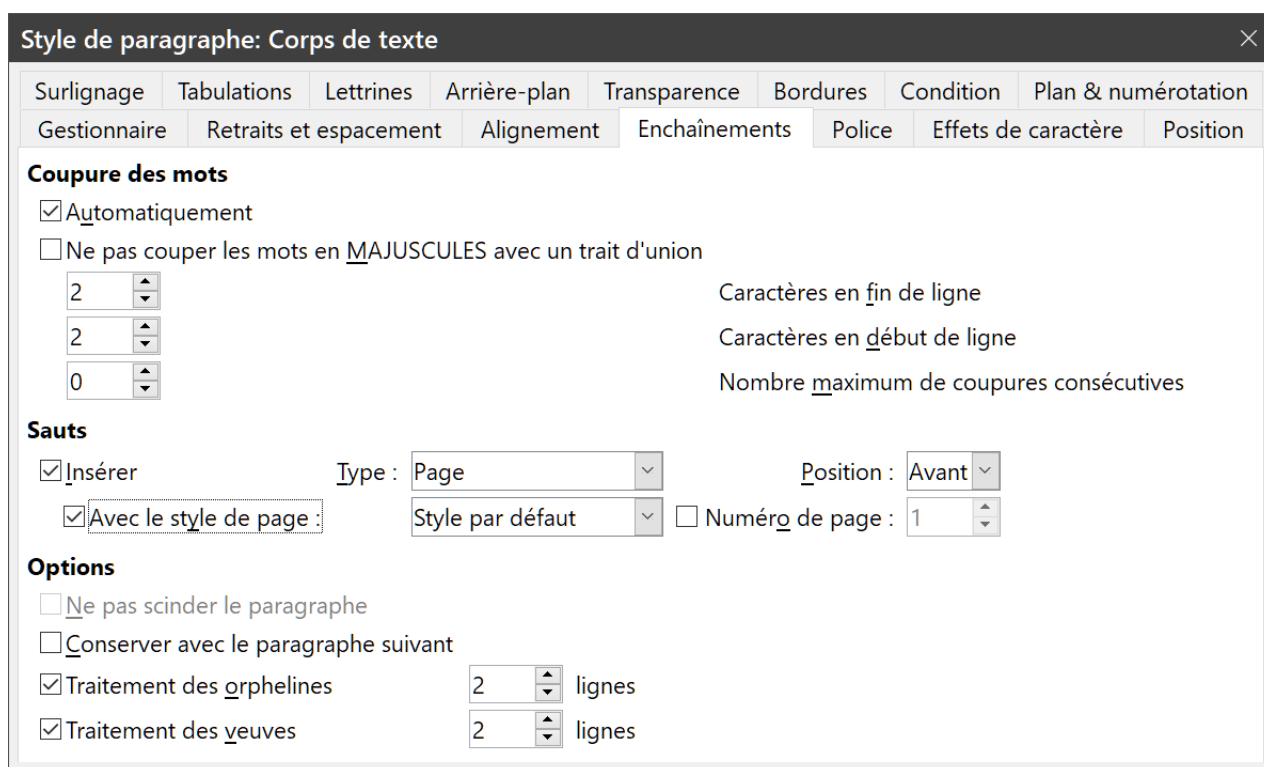 Style de paragraphe: Corps de texte
Surlignage Tabulations Lettrines Arrière-plan Transparence Bordures Condition Plan & numérotation
Gestionnaire Retraits et espacement Alignement Enchaînements Police Effets de caractère Position
Coupure des mots
Automatiquement
Ne pas couper les mots en MAJUSCULES avec un trait d'union
2 Caractères en fin de ligne
2 Caractères en début de ligne
0 Nombre maximum de coupures consécutives
Sauts
Insérer Type : Page Position : Avant
Avec le style de page : Style par défaut Numéro de page : 1
Options
Ne pas scinder le paragraphe
Conserver avec le paragraphe suivant
Traitement des orphelines 2 lignes
Traitement des veuves 2 lignes